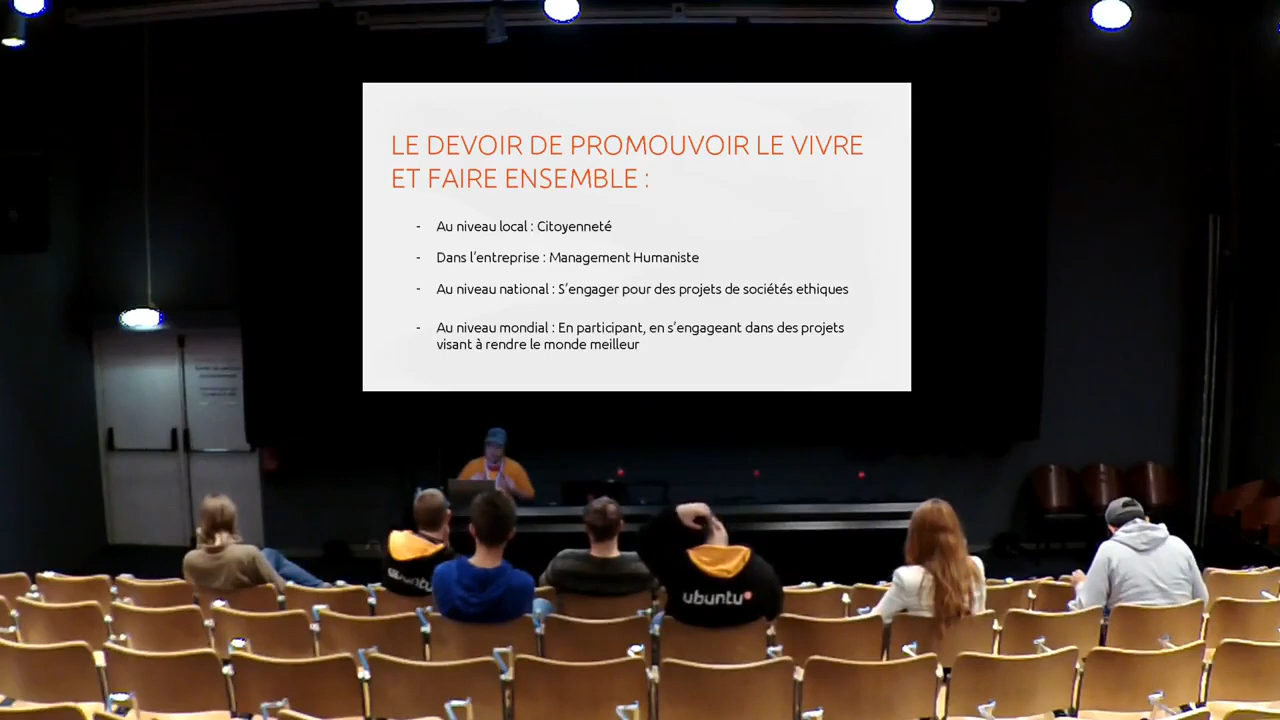 LE DEVOIR DE PROMOUVOIR LE VIVRE
ET FAIRE ENSEMBLE :
- Au niveau local : Citoyenneté
- Dans l'entreprise : Management Humaniste
- Au niveau national : S'engager pour des projets de sociétés ethiques
- Au niveau mondial : En participant, en s'engageant dans des projets
visant à rendre le monde meilleur
ubuntu
ubuntu